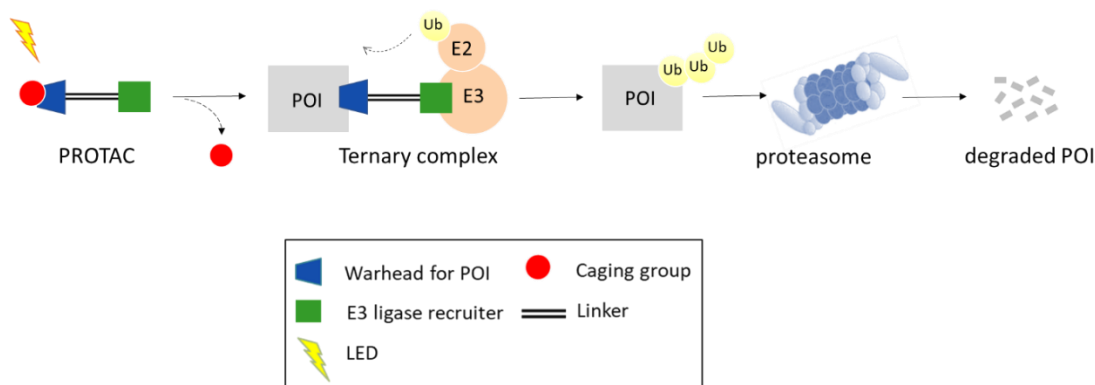 Ub
E2
E3
POI
Ub
Ub
Ub
POI
PROTAC
Ternary complex
proteasome
degraded POI
Warhead for POI
Caging group
E3 ligase recruiter
Linker
LED